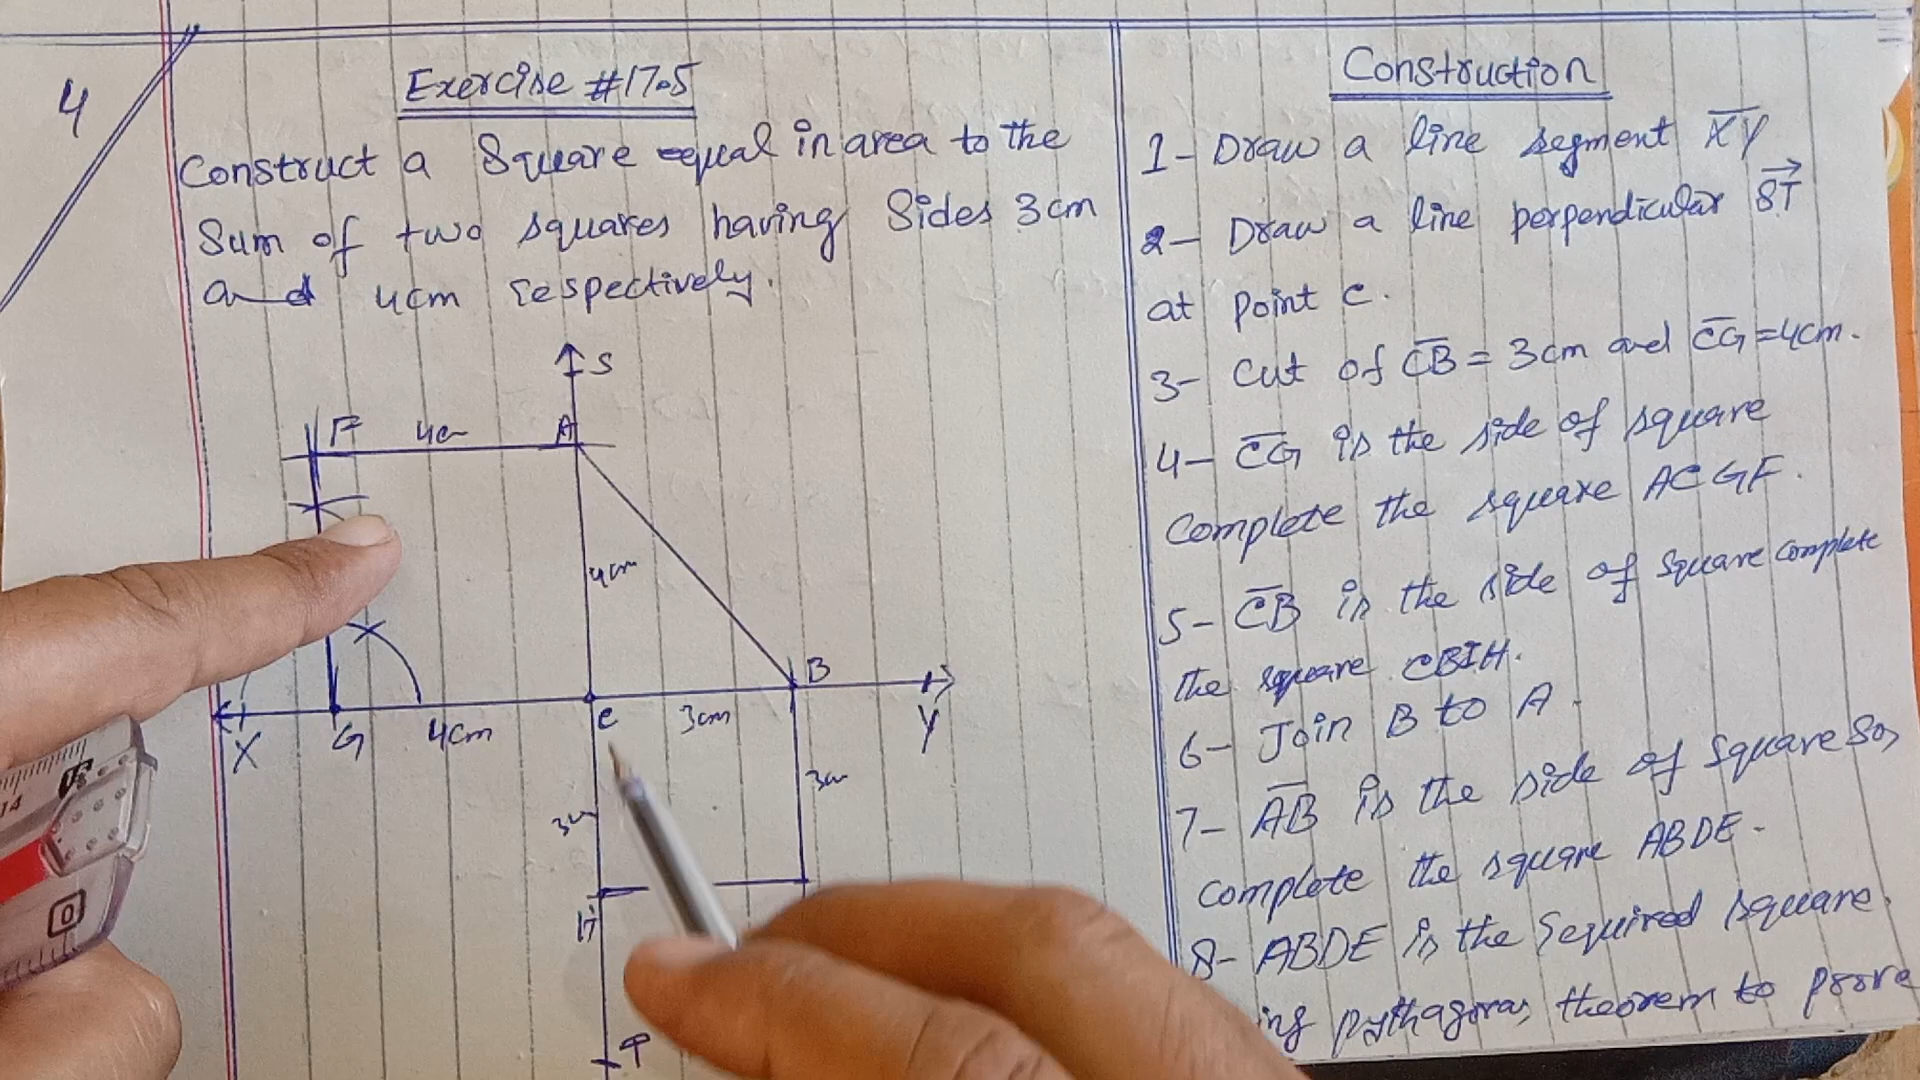 4
Exercise #17.5
Construct a Square equal in area to the
Sum of two squares having Sides 3cm
and 4cm respectively.
S
F 4c A
4cm
B
X G 4cm C 3cm Y
3cm
3cm
H
T
14
0
Construction
1- Draw a line segment XY
2- Draw a line perpendicular ST
at point C.
3- Cut of CB = 3cm and CG = 4cm.
4- CG is the side of square
Complete the square ACGF.
5- CB is the side of square complete
the square CBIH.
6- Join B to A.
7- AB is the side of square so,
complete the square ABDE.
8- ABDE is the required square.
ing pythagoras theorem to prove